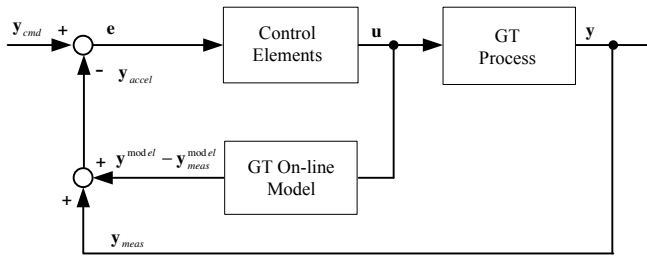 y_cmd + e
- y_accel
Control
Elements
u
GT
Process
y
+ y^model − y_meas^model
+
GT On-line
Model
y_meas